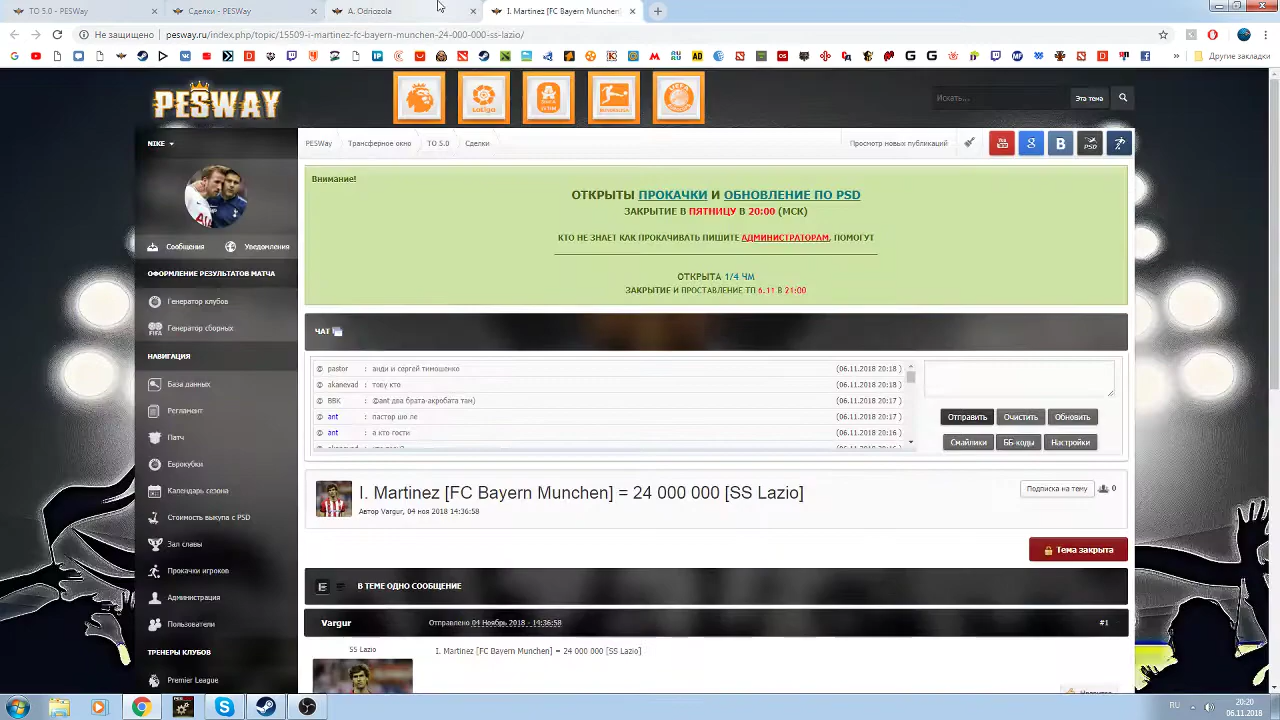 ТО 5.0 - PESWay
Сделки - PESWay
A. Odriozola
I. Martinez [FC Bayern Munchen]
Не защищено
pesway.ru/index.php/topic/15509-i-martinez-fc-bayern-munchen-24-000-000-ss-lazio/
Другие закладки
PESWAY
Искать...
Эта тема
NIKE
PESWay
Трансферное окно
ТО 5.0
Сделки
Просмотр новых публикаций
Сообщения
Уведомления
ОФОРМЛЕНИЕ РЕЗУЛЬТАТОВ МАТЧА
Генератор клубов
Генератор сборных
НАВИГАЦИЯ
База данных
Регламент
Патч
Еврокубки
Календарь сезона
Стоимость выкупа с PSD
Зал славы
Прокачки игроков
Администрация
Пользователи
ТРЕНЕРЫ КЛУБОВ
Premier League
Внимание!
ОТКРЫТЫ ПРОКАЧКИ И ОБНОВЛЕНИЕ ПО PSD
ЗАКРЫТИЕ В ПЯТНИЦУ В 20:00 (МСК)
КТО НЕ ЗНАЕТ КАК ПРОКАЧИВАТЬ ПИШИТЕ АДМИНИСТРАТОРАМ, ПОМОГУТ
ОТКРЫТА 1/4 ЧМ
ЗАКРЫТИЕ И ПРОСТАВЛЕНИЕ ТП 6.11 В 21:00
ЧАТ
@ pastor : анди и сергей тимошенко (06.11.2018 20:18 )
@ akanevad : тову кто (06.11.2018 20:18 )
@ BBK : @ant два брата-акробата там) (06.11.2018 20:17 )
@ ant : пастор шо ле (06.11.2018 20:17 )
@ ant : а кто гости (06.11.2018 20:16 )
Отправить
Очистить
Обновить
Смайлики
ББ-коды
Настройки
I. Martinez [FC Bayern Munchen] = 24 000 000 [SS Lazio]
Автор Vargur, 04 ноя 2018 14:36:58
Подписка на тему
0
Тема закрыта
В ТЕМЕ ОДНО СООБЩЕНИЕ
Vargur
Отправлено 04 Ноябрь 2018 - 14:36:58
#1
SS Lazio
I. Martinez [FC Bayern Munchen] = 24 000 000 [SS Lazio]
RU
20:20
06.11.2018